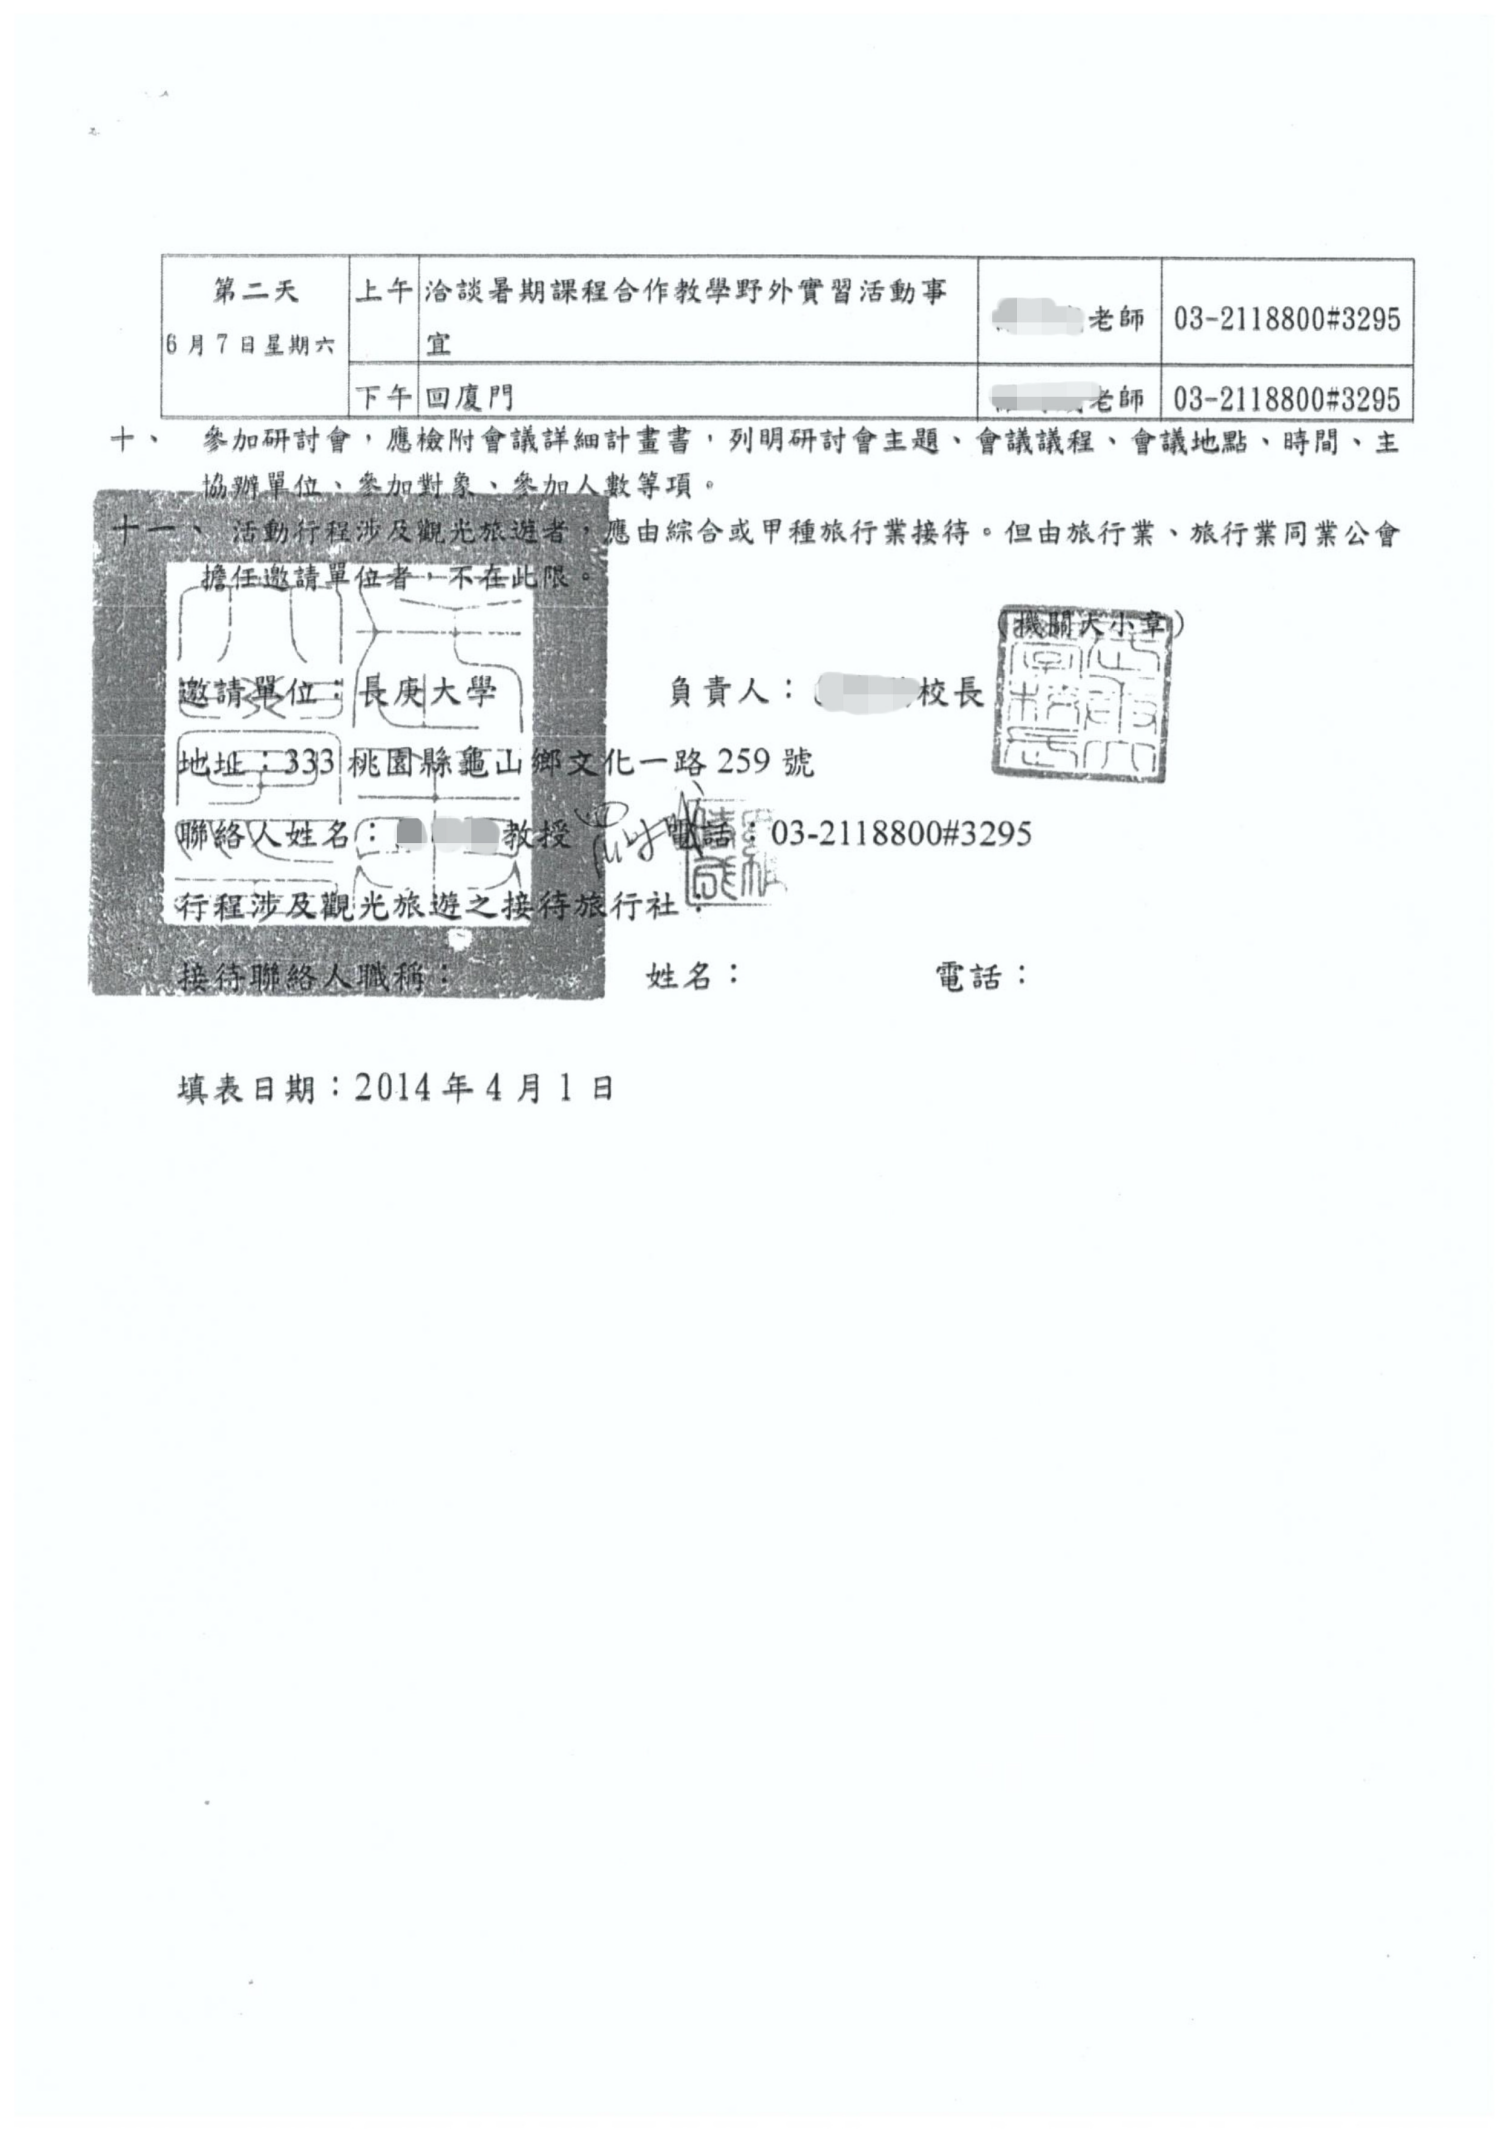 第二天
6月7日星期六
上午
洽談暑期課程合作教學野外實習活動事
宜
老師
03-2118800#3295
下午
回廈門
老師
03-2118800#3295
十、 參加研討會，應檢附會議詳細計畫書，列明研討會主題、會議議程、會議地點、時間、主
協辦單位、參加對象、參加人數等項。
十一、 活動行程涉及觀光旅遊者，應由綜合或甲種旅行業接待。但由旅行業、旅行業同業公會
擔任邀請單位者，不在此限。
（機關大小章）
邀請單位：長庚大學 負責人： 校長
地址：333桃園縣龜山鄉文化一路259號
聯絡人姓名： 教授 電話：03-2118800#3295
行程涉及觀光旅遊之接待旅行社：
接待聯絡人職稱： 姓名： 電話：
填表日期：2014年4月1日